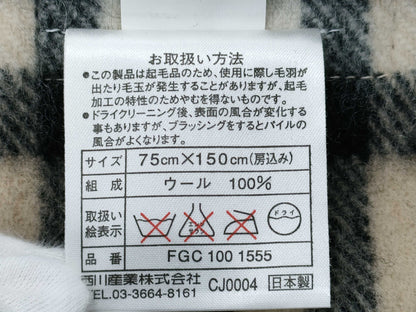 お取扱い方法
●この製品は起毛品のため、使用に際し毛羽
が出たり毛玉が発生することがありますが、起毛
加工の特性のためやむを得ないものです。
●ドライクリーニング後、表面の風合が変化する
事もありますが、ブラッシングをするとパイルの
風合がよくなります。
サイズ 75cm×150cm(房込み)
組成 ウール 100%
取扱い
絵表示
ドライ
品番 FGC 100 1555
西川産業株式会社
TEL.03-3664-8161 CJ0004 日本製